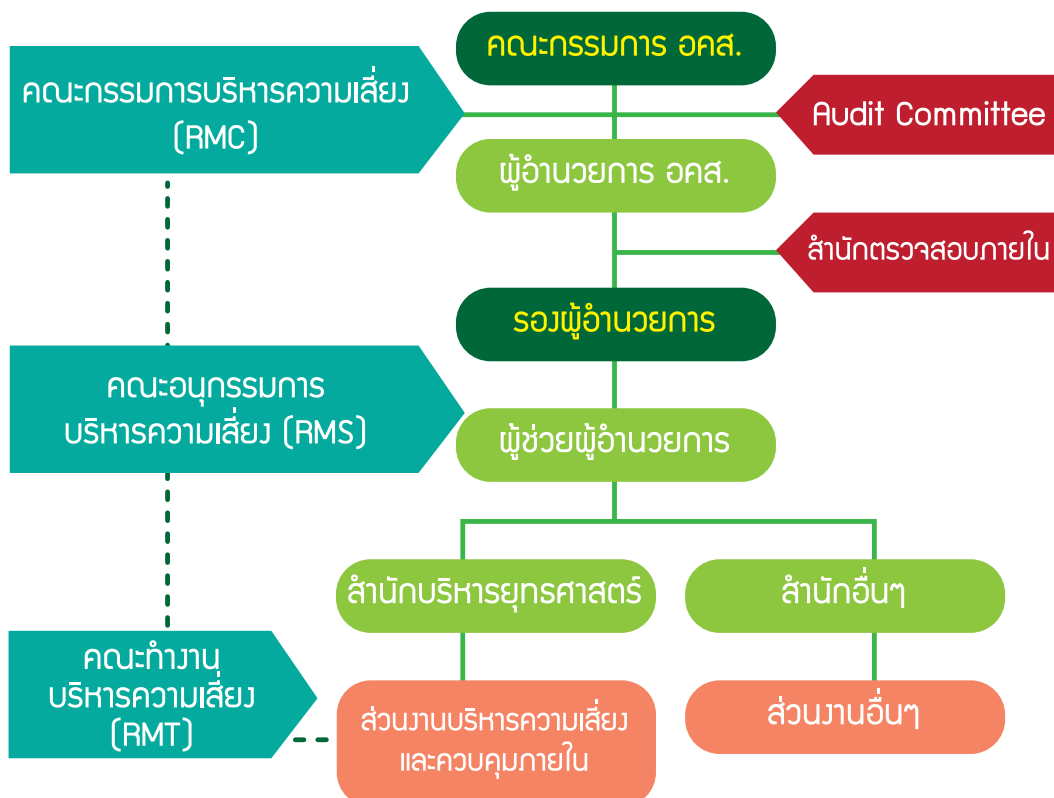 คณะกรรมการ อคส.
คณะกรรมการบริหารความเสี่ยง
(RMC)
Audit Committee
ผู้อำนวยการ อคส.
สำนักตรวจสอบภายใน
รองผู้อำนวยการ
คณะอนุกรรมการ
บริหารความเสี่ยง (RMS)
ผู้ช่วยผู้อำนวยการ
สำนักบริหารยุทธศาสตร์
สำนักอื่นๆ
คณะทำงาน
บริหารความเสี่ยง
(RMT)
ส่วนงานบริหารความเสี่ยง
และควบคุมภายใน
ส่วนงานอื่นๆ